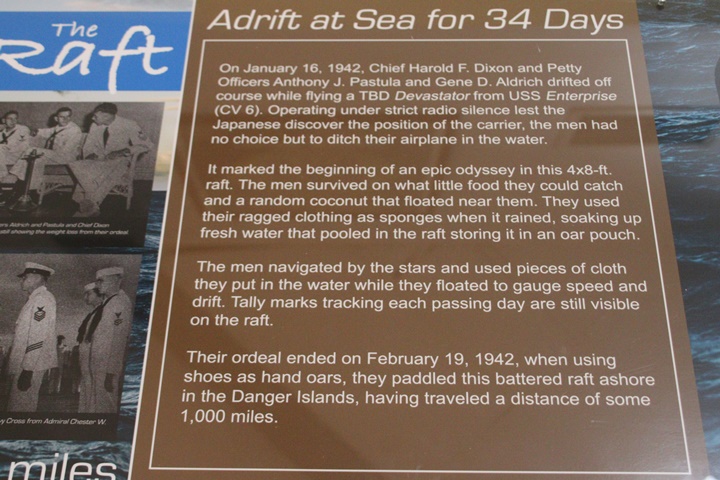 The
Raft
Adrift at Sea for 34 Days
On January 16, 1942, Chief Harold F. Dixon and Petty
Officers Anthony J. Pastula and Gene D. Aldrich drifted off
course while flying a TBD Devastator from USS Enterprise
(CV 6). Operating under strict radio silence lest the
Japanese discover the position of the carrier, the men had
no choice but to ditch their airplane in the water.
It marked the beginning of an epic odyssey in this 4x8-ft.
raft. The men survived on what little food they could catch
and a random coconut that floated near them. They used
their ragged clothing as sponges when it rained, soaking up
fresh water that pooled in the raft storing it in an oar pouch.
The men navigated by the stars and used pieces of cloth
they put in the water while they floated to gauge speed and
drift. Tally marks tracking each passing day are still visible
on the raft.
Their ordeal ended on February 19, 1942, when using
shoes as hand oars, they paddled this battered raft ashore
in the Danger Islands, having traveled a distance of some
1,000 miles.
Aldrich and Pastula and Chief Dixon
still showing the weight loss from their ordeal.
Cross from Admiral Chester W.
miles